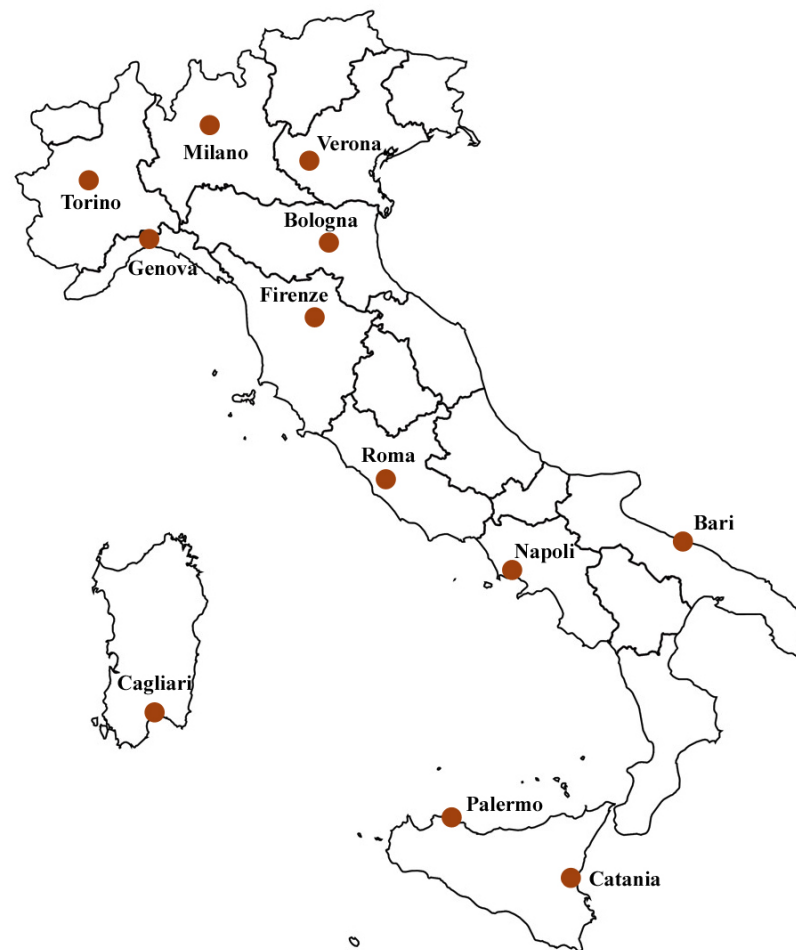 Verona
Milano
Torino
Bologna
Genova
Firenze
Roma
Bari
Napoli
Cagliari
Palermo
Catania